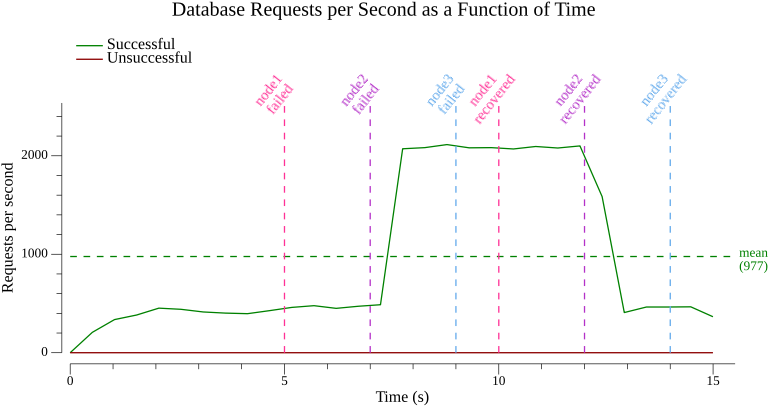 Database Requests per Second as a Function of Time
Successful
Unsuccessful
node1
failed
node2
failed
node3
failed
node1
recovered
node2
recovered
node3
recovered
Requests per second
2000
1000
0
mean
(977)
0
5
10
15
Time (s)